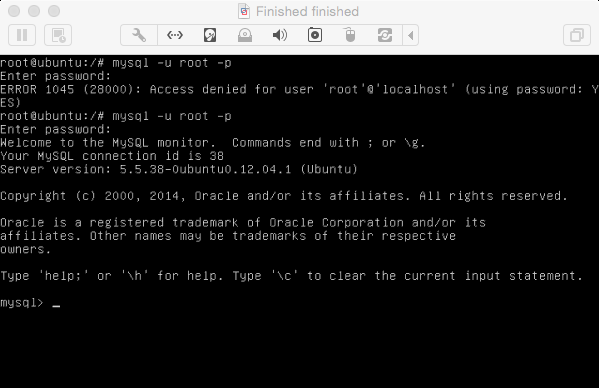 Finished finished
root@ubuntu:/# mysql -u root -p
Enter password:
ERROR 1045 (28000): Access denied for user 'root'@'localhost' (using password: Y
ES)
root@ubuntu:/# mysql -u root -p
Enter password:
Welcome to the MySQL monitor.  Commands end with ; or \g.
Your MySQL connection id is 38
Server version: 5.5.38-0ubuntu0.12.04.1 (Ubuntu)
Copyright (c) 2000, 2014, Oracle and/or its affiliates. All rights reserved.
Oracle is a registered trademark of Oracle Corporation and/or its
affiliates. Other names may be trademarks of their respective
owners.
Type 'help;' or '\h' for help. Type '\c' to clear the current input statement.
mysql> _